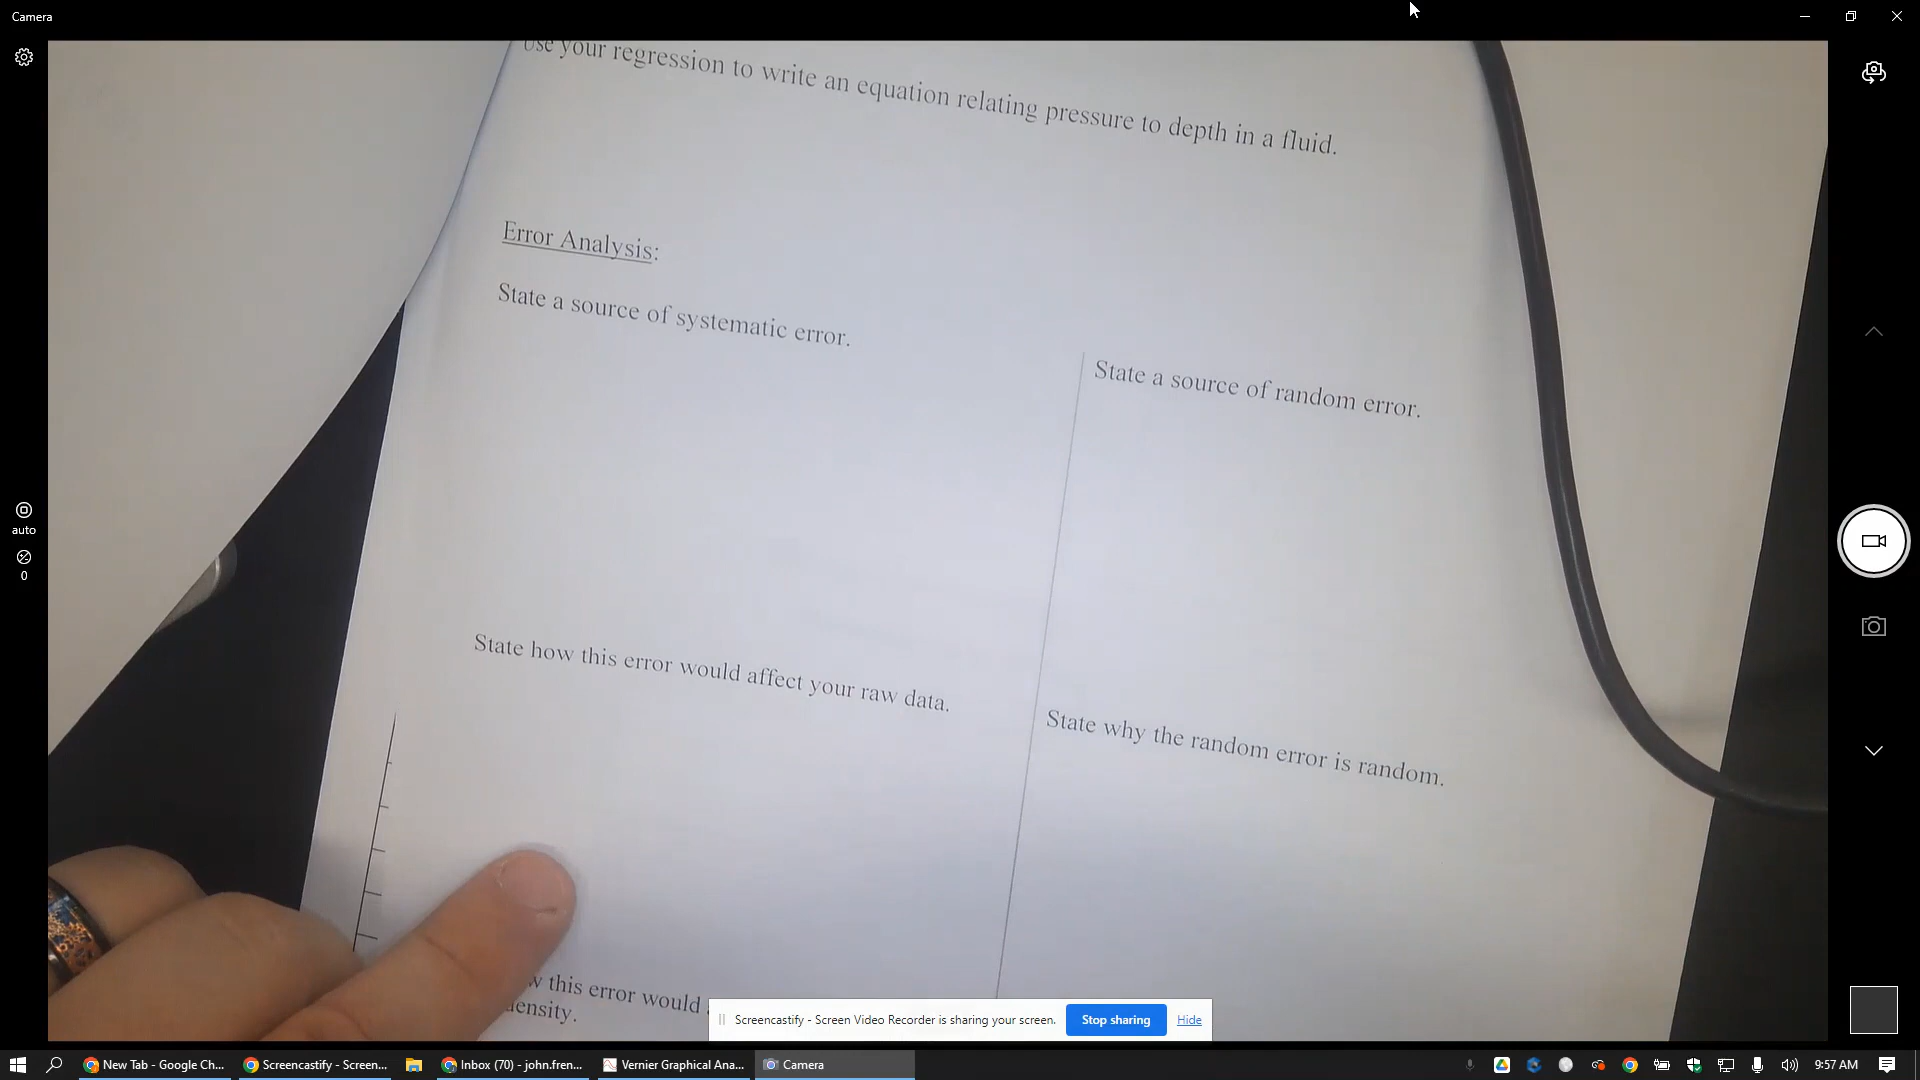 Camera
Use your regression to write an equation relating pressure to depth in a fluid.
Error Analysis:
State a source of systematic error.
State a source of random error.
auto
0
State how this error would affect your raw data.
State why the random error is random.
this error would
density.
Screencastify - Screen Video Recorder is sharing your screen.
Stop sharing
Hide
New Tab - Google Ch...
Screencastify - Screen...
Inbox (70) - john.fren...
Vernier Graphical Ana...
Camera
9:57 AM